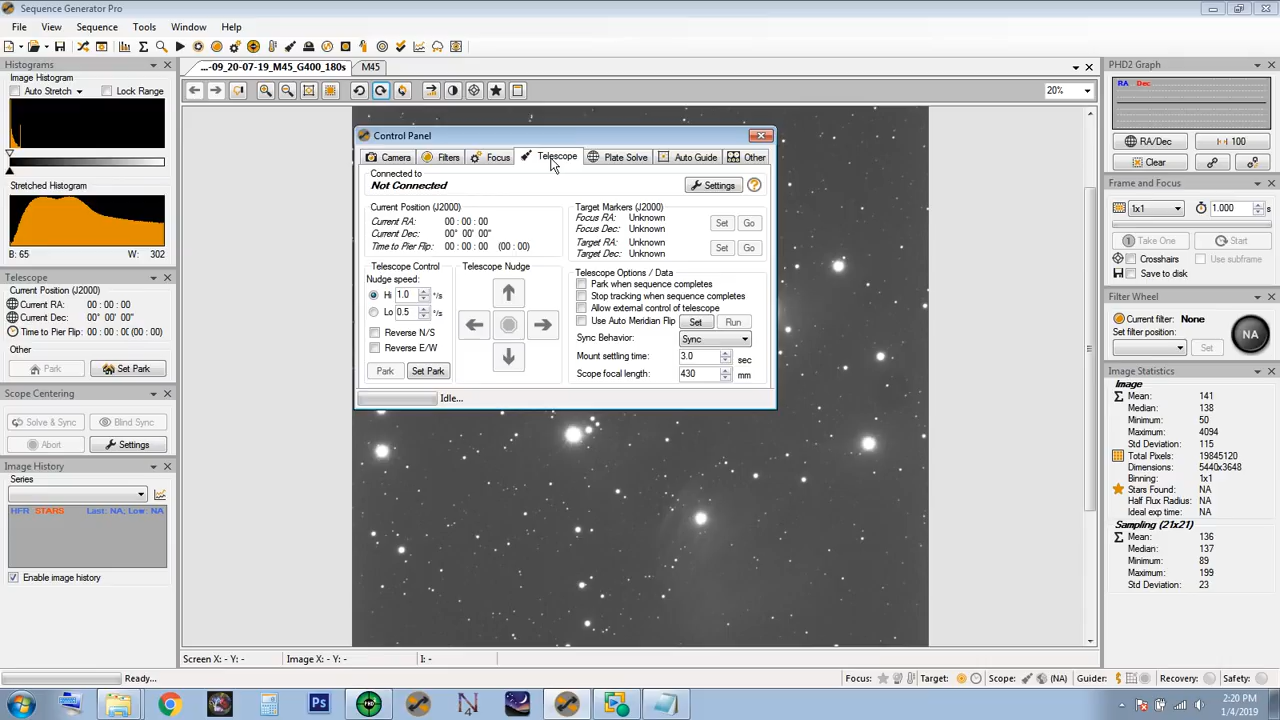 Sequence Generator Pro
File View Sequence Tools Window Help
Histograms
Image Histogram
Auto Stretch Lock Range
Stretched Histogram
B: 65 W: 302
Telescope
Current Position (J2000)
Current RA: 00 : 00 : 00
Current Dec: 00° 00' 00"
Time to Pier Flip: 00 : 00 : 00 (00 : 00)
Other
Park Set Park
Scope Centering
Solve & Sync Blind Sync
Abort Settings
Image History
Series
HFR STARS Last: NA, Low: NA
Enable image history
...-09_20-07-19_M45_G400_180s M45
20%
Control Panel
Camera Filters Focus Telescope Plate Solve Auto Guide Other
Connected to
Not Connected
Settings
Current Position (J2000)
Current RA: 00 : 00 : 00
Current Dec: 00° 00' 00"
Time to Pier Flip: 00 : 00 : 00 (00 : 00)
Target Markers (J2000)
Focus RA: Unknown
Focus Dec: Unknown
Set Go
Target RA: Unknown
Target Dec: Unknown
Set Go
Telescope Control
Nudge speed:
Hi 1.0 °/s
Lo 0.5 °/s
Reverse N/S
Reverse E/W
Park Set Park
Telescope Nudge
Telescope Options / Data
Park when sequence completes
Stop tracking when sequence completes
Allow external control of telescope
Use Auto Meridian Flip Set Run
Sync Behavior: Sync
Mount settling time: 3.0 sec
Scope focal length: 430 mm
Idle...
PHD2 Graph
RA Dec
RA/Dec 100
Clear
Frame and Focus
1x1 1.000
Take One Start
Crosshairs Use subframe
Save to disk
Filter Wheel
Current filter: None
Set filter position:
Set
NA
Image Statistics
Image
Mean: 141
Median: 138
Minimum: 50
Maximum: 4094
Std Deviation: 115
Total Pixels: 19845120
Dimensions: 5440x3648
Binning: 1x1
Stars Found: NA
Half Flux Radius: NA
Ideal exp time: NA
Sampling (21x21)
Mean: 136
Median: 137
Minimum: 89
Maximum: 199
Std Deviation: 23
Screen X: - Y: - Image X: - Y: - I: -
Ready...
Focus: Target: Scope: (NA) Guider: Recovery: Safety:
Ps
N
4
2:20 PM
1/4/2019